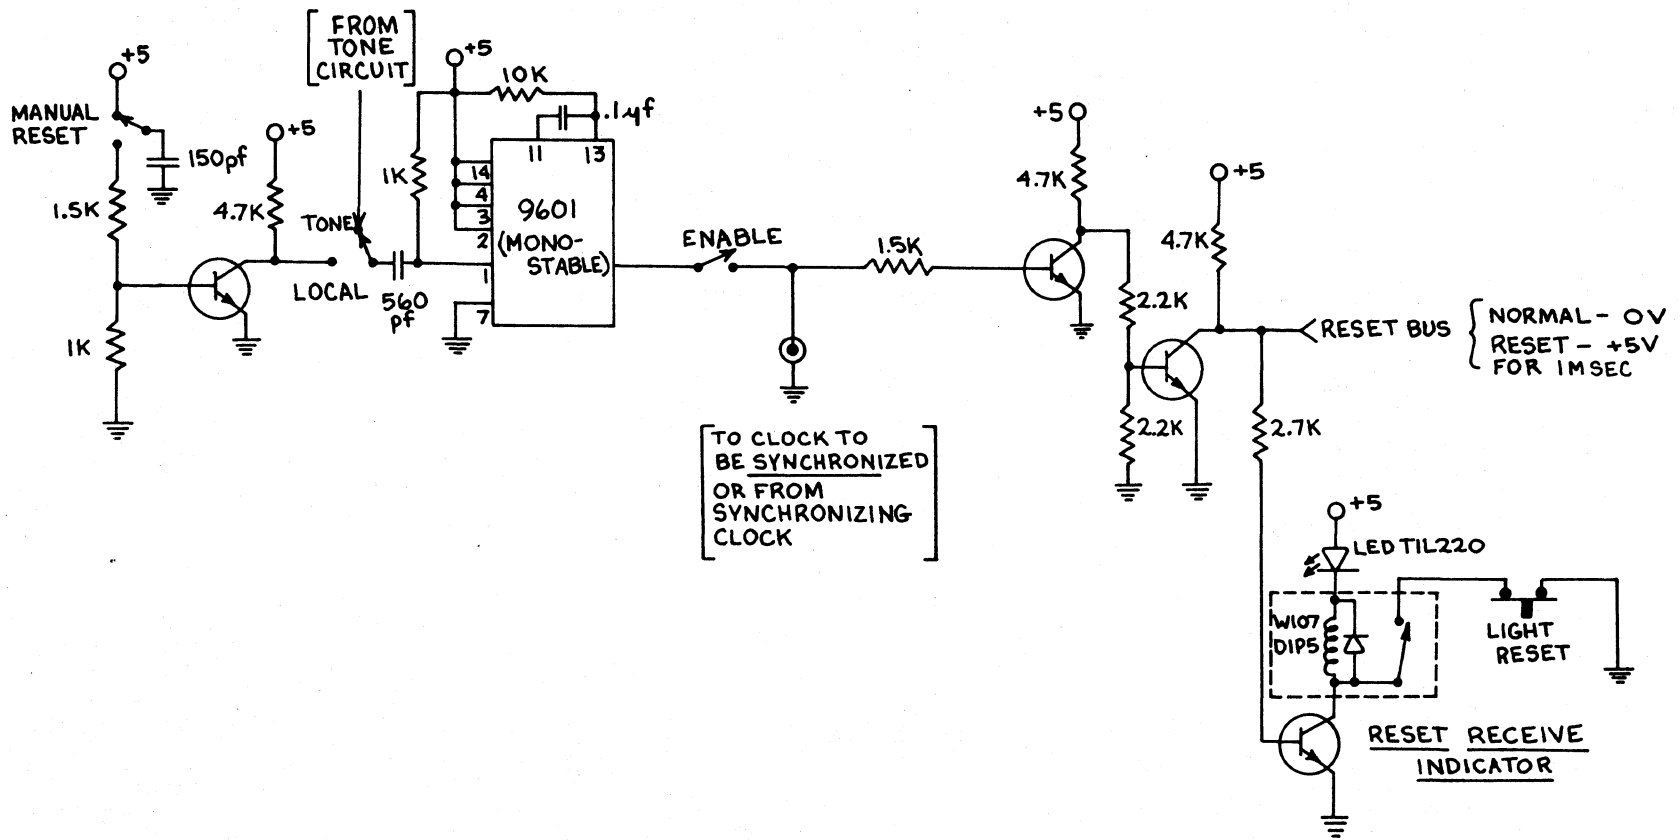 [FROM
TONE
CIRCUIT]
+5
MANUAL
RESET
150pf
1.5K
1K
+5
4.7K
TONE
LOCAL
560
pf
+5
10K
.1µf
1K
11 13
14
4
3
2
1
7
9601
(MONO-
STABLE)
ENABLE
1.5K
[TO CLOCK TO
BE SYNCHRONIZED
OR FROM
SYNCHRONIZING
CLOCK]
+5
4.7K
2.2K
2.2K
+5
4.7K
RESET BUS
{NORMAL - 0V
RESET - +5V
FOR 1MSEC
2.7K
+5
LED TIL220
W107
DIP5
LIGHT
RESET
RESET RECEIVE
INDICATOR